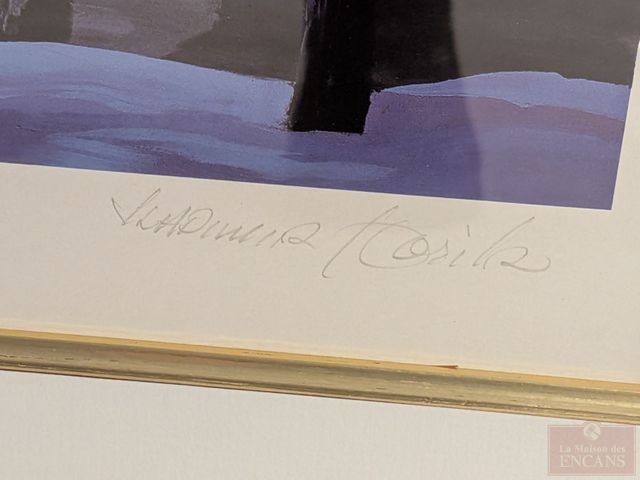 Vladimir Horik
La Maison des
ENCANS